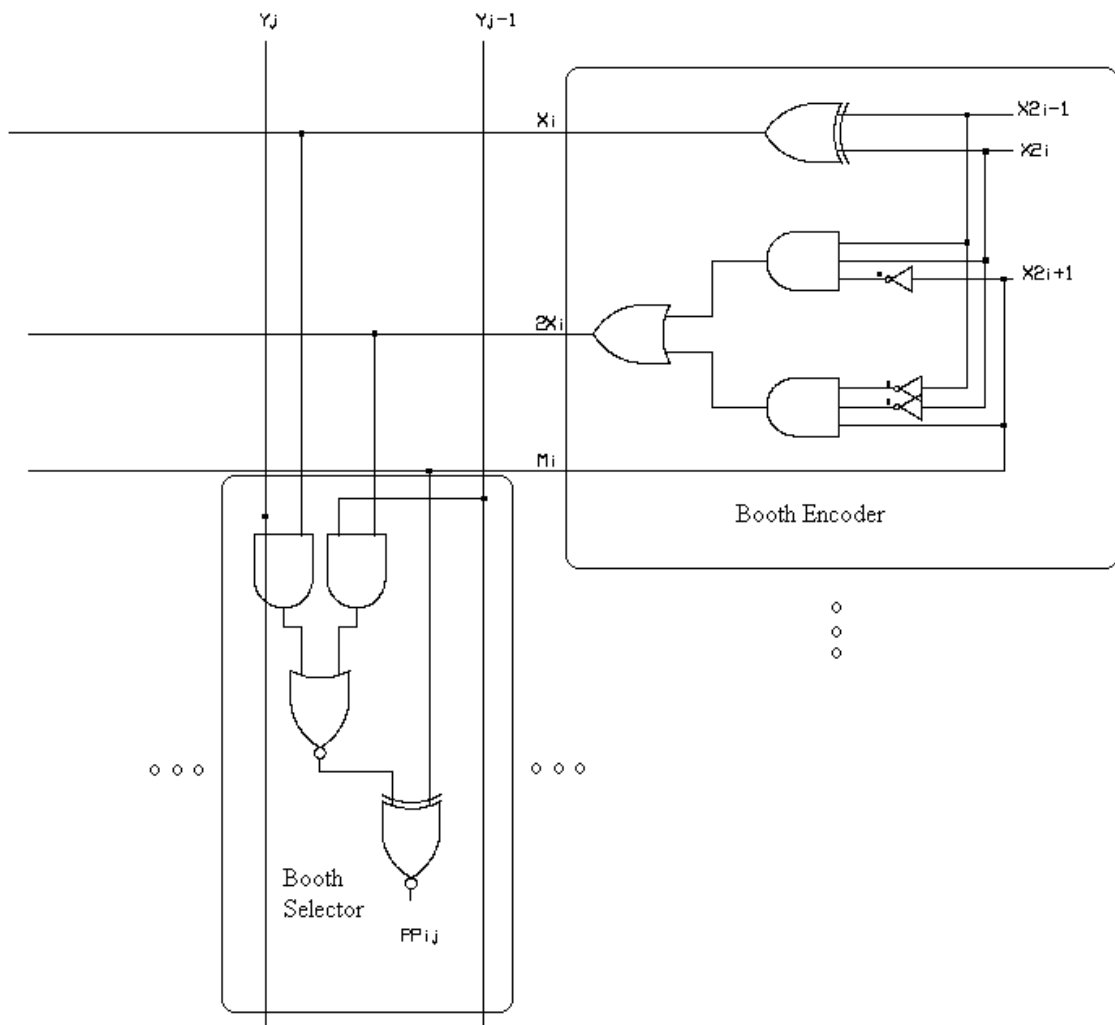 Yj
Yj-1
Xi
X2i-1
X2i
X2i+1
2Xi
Mi
Booth Encoder
Booth
Selector
PPij